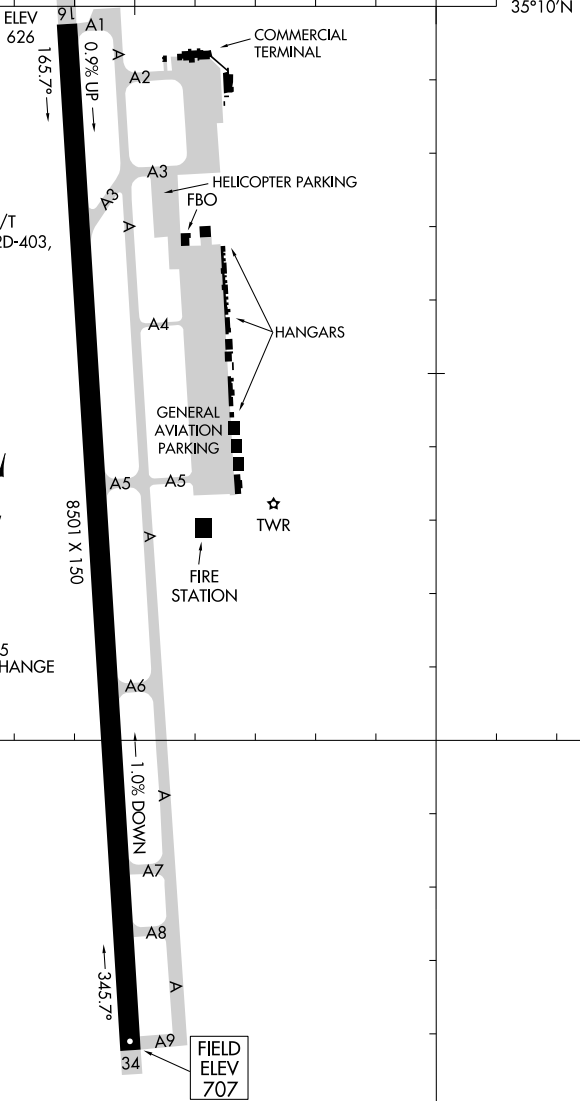 ELEV
626
16
A1
35°10'N
COMMERCIAL
TERMINAL
165.7°
0.9% UP
A
A2
A3
HELICOPTER PARKING
A3
FBO
/T
2D-403,
A
A4
HANGARS
GENERAL
AVIATION
PARKING
A5
A5
8501 X 150
A
TWR
FIRE
STATION
5
HANGE
A6
1.0% DOWN
A
A7
A8
345.7°
A
A9
34
FIELD
ELEV
707